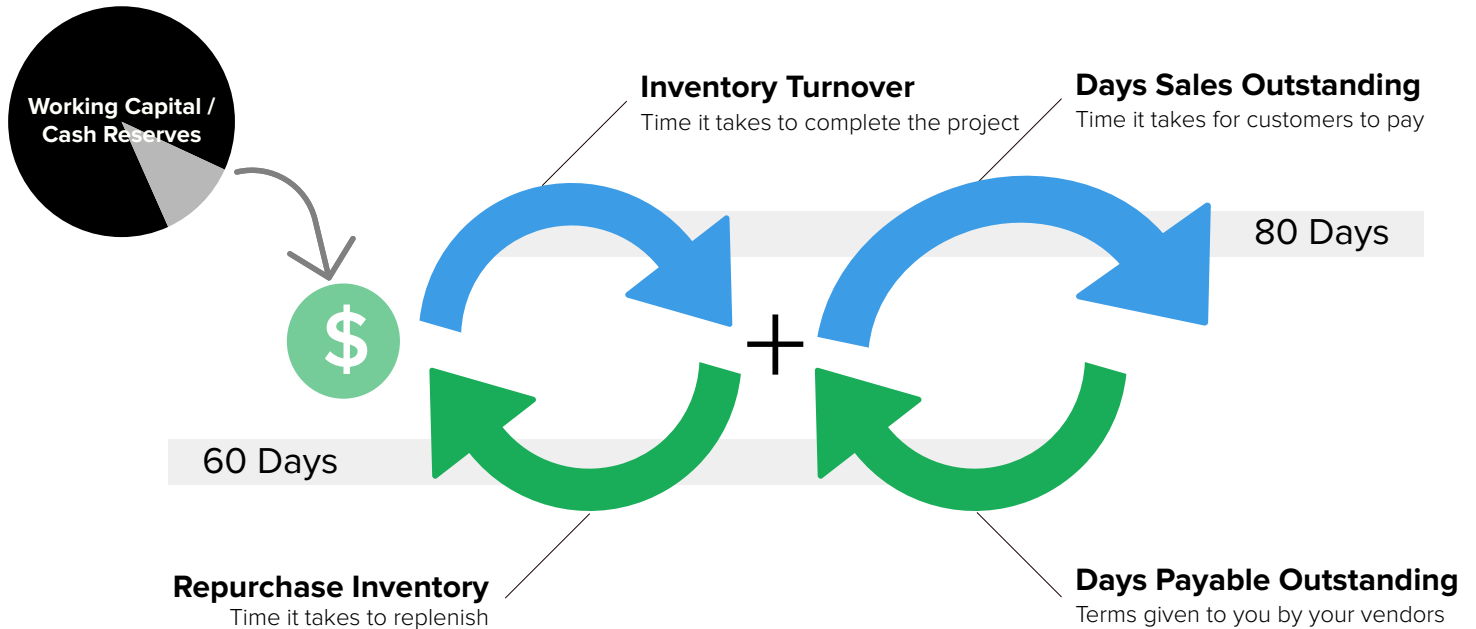 Working Capital /
Cash Reserves
Inventory Turnover
Time it takes to complete the project
Days Sales Outstanding
Time it takes for customers to pay
80 Days
$
+
60 Days
Repurchase Inventory
Time it takes to replenish
Days Payable Outstanding
Terms given to you by your vendors